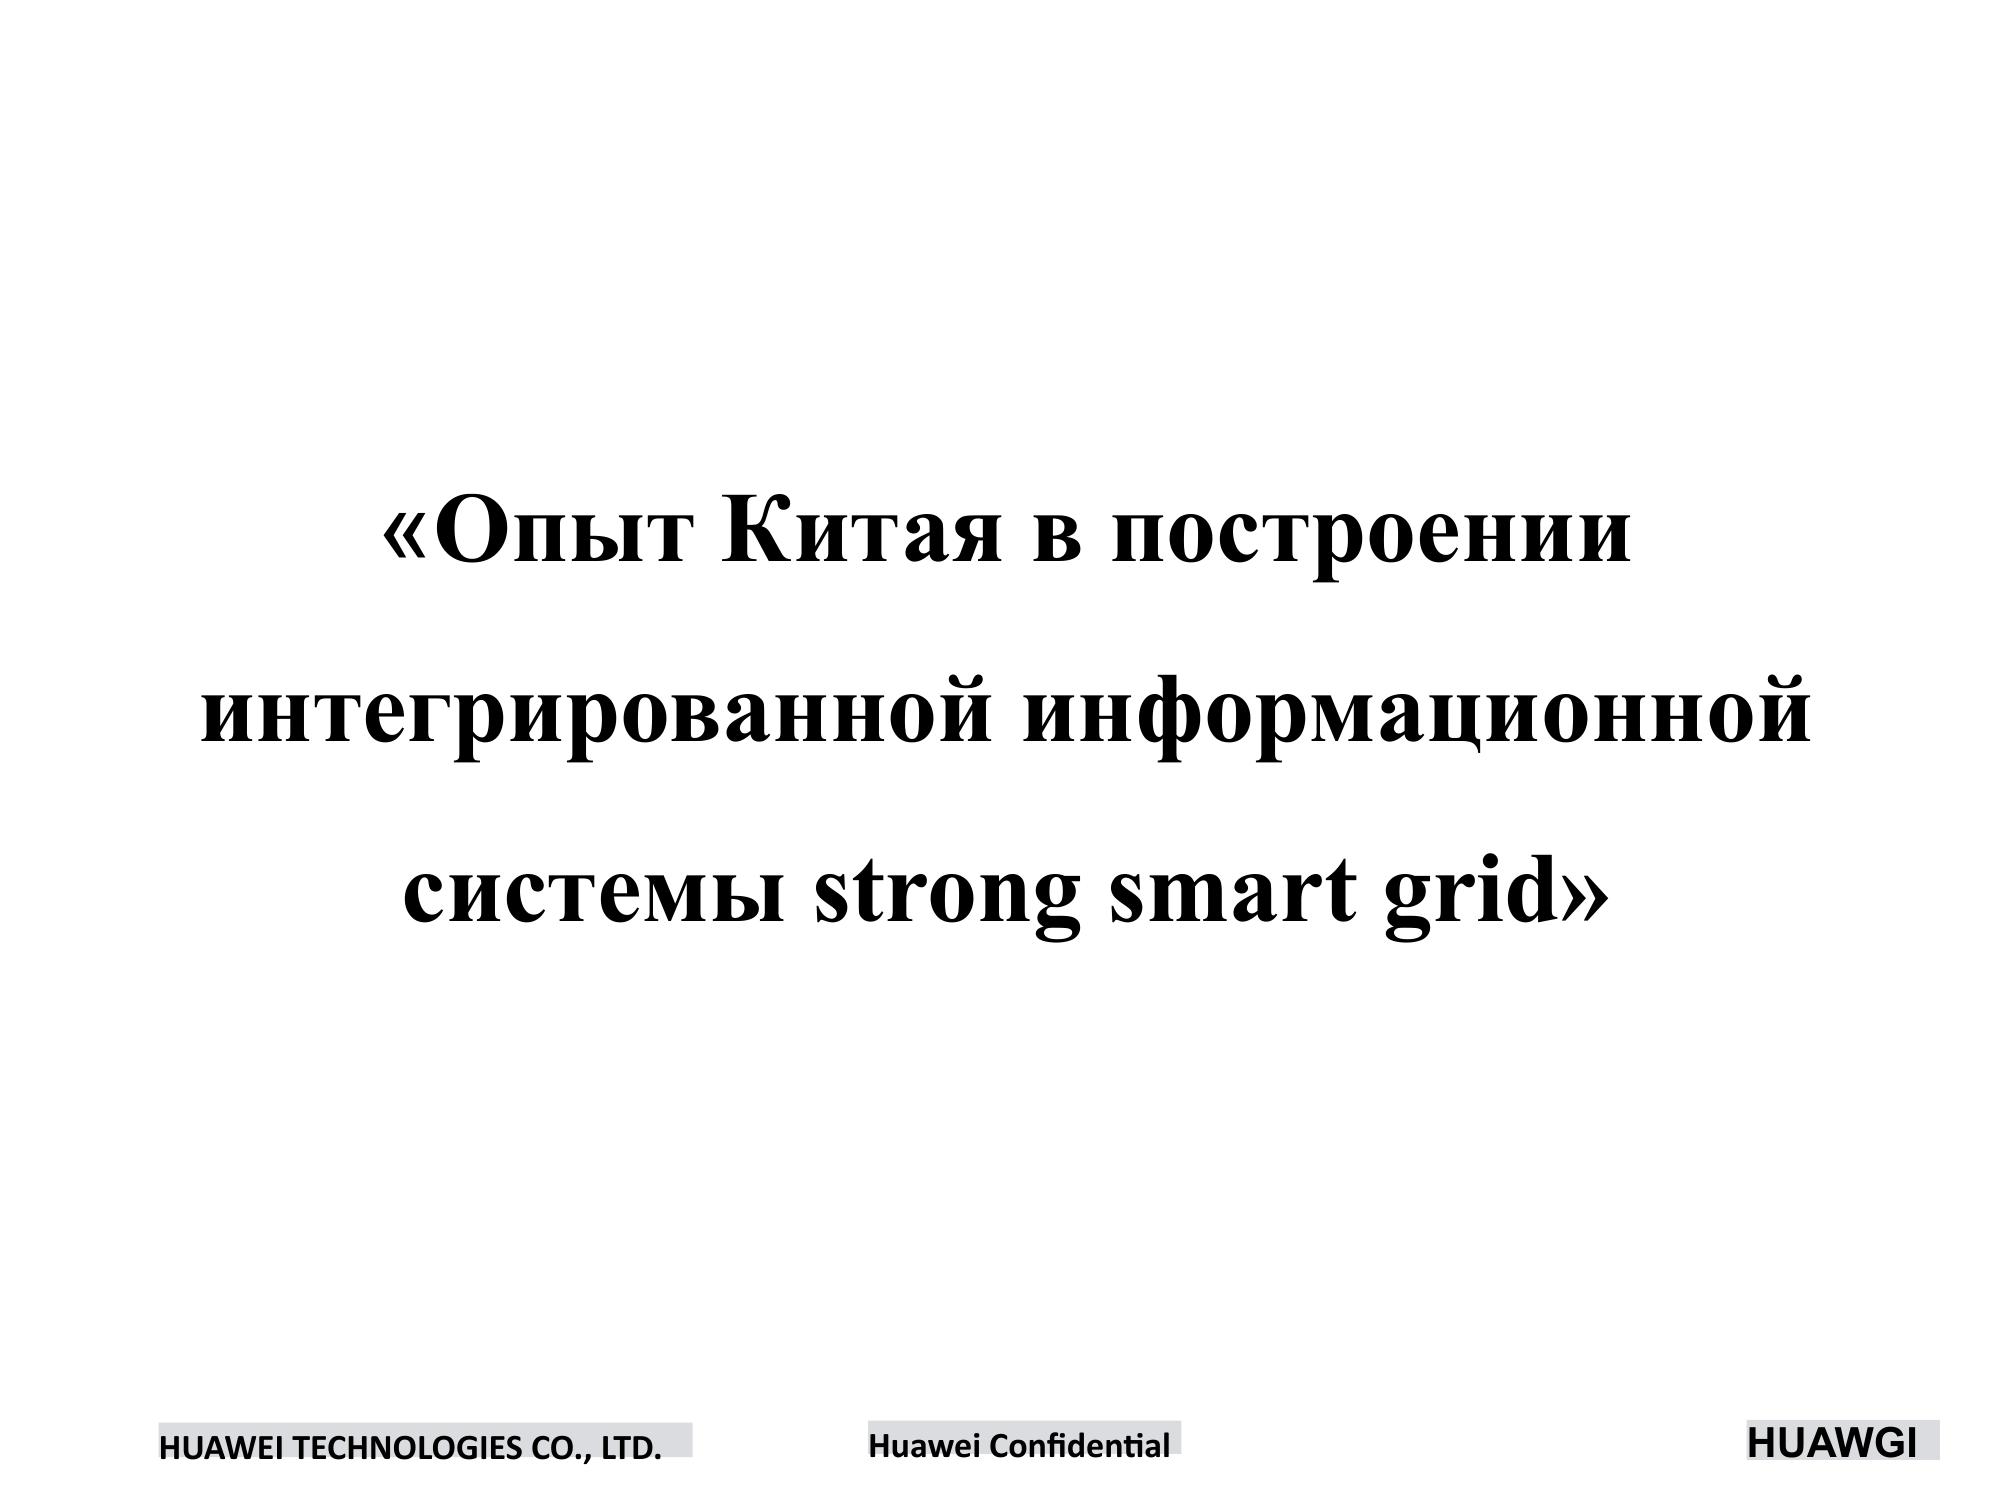 «Опыт Китая в построении
интегрированной информационной
системы strong smart grid»
HUAWEI TECHNOLOGIES CO., LTD.
Huawei Confidential
HUAWGI